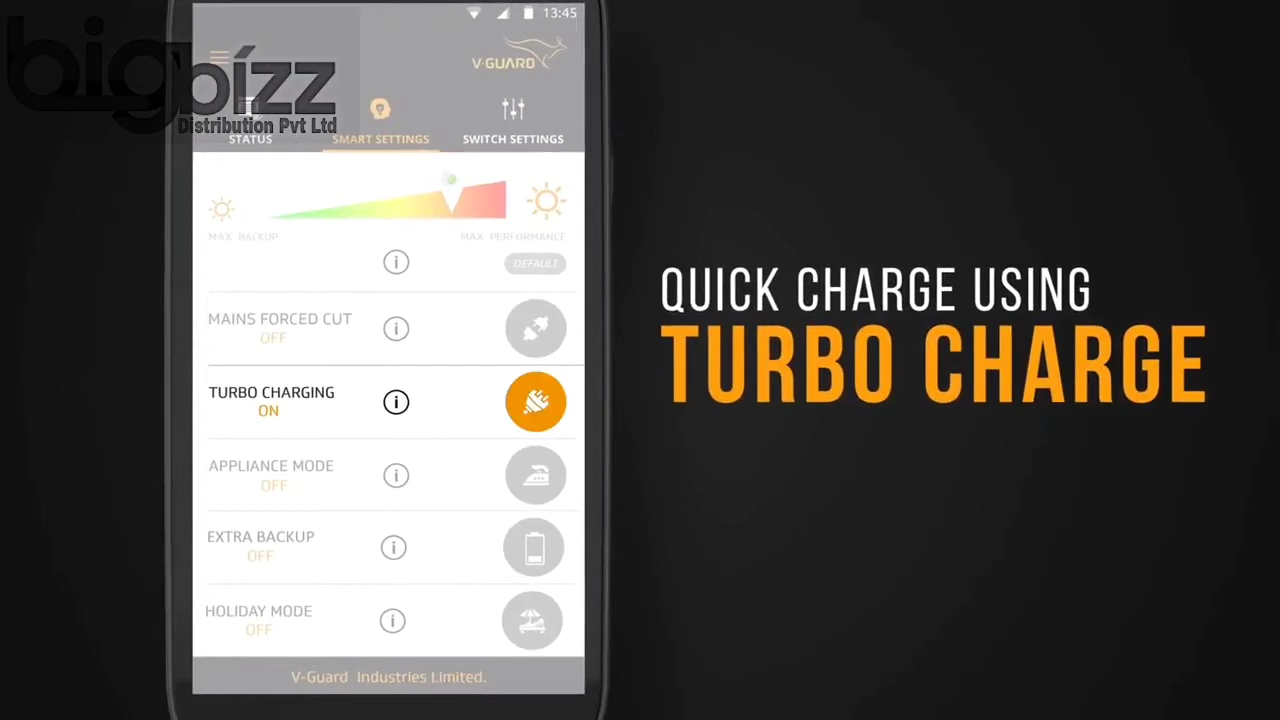 bigbizz
Distribution Pvt Ltd
13:45
V-GUARD
STATUS
SMART SETTINGS
SWITCH SETTINGS
MAX. BACKUP
MAX. PERFORMANCE
i
DEFAULT
MAINS FORCED CUT
OFF
i
TURBO CHARGING
ON
i
APPLIANCE MODE
OFF
i
EXTRA BACKUP
OFF
i
HOLIDAY MODE
OFF
i
V-Guard Industries Limited.
QUICK CHARGE USING
TURBO CHARGE